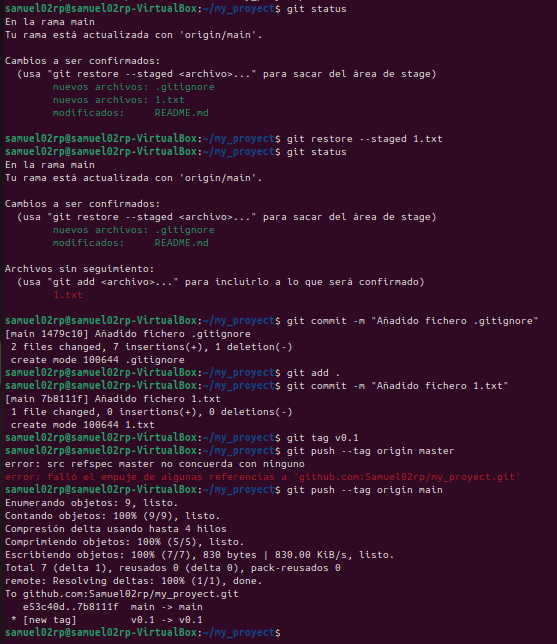 samuel02rp@samuel02rp-VirtualBox:~/my_proyect$ git status
En la rama main
Tu rama está actualizada con 'origin/main'.
Cambios a ser confirmados:
  (usa "git restore --staged <archivo>..." para sacar del área de stage)
        nuevos archivos: .gitignore
        nuevos archivos: 1.txt
        modificados:     README.md
samuel02rp@samuel02rp-VirtualBox:~/my_proyect$ git restore --staged 1.txt
samuel02rp@samuel02rp-VirtualBox:~/my_proyect$ git status
En la rama main
Tu rama está actualizada con 'origin/main'.
Cambios a ser confirmados:
  (usa "git restore --staged <archivo>..." para sacar del área de stage)
        nuevos archivos: .gitignore
        modificados:     README.md
Archivos sin seguimiento:
  (usa "git add <archivo>..." para incluirlo a lo que será confirmado)
        1.txt
samuel02rp@samuel02rp-VirtualBox:~/my_proyect$ git commit -m "Añadido fichero .gitignore"
[main 1479c10] Añadido fichero .gitignore
 2 files changed, 7 insertions(+), 1 deletion(-)
 create mode 100644 .gitignore
samuel02rp@samuel02rp-VirtualBox:~/my_proyect$ git add .
samuel02rp@samuel02rp-VirtualBox:~/my_proyect$ git commit -m "Añadido fichero 1.txt"
[main 7b8111f] Añadido fichero 1.txt
 1 file changed, 0 insertions(+), 0 deletions(-)
 create mode 100644 1.txt
samuel02rp@samuel02rp-VirtualBox:~/my_proyect$ git tag v0.1
samuel02rp@samuel02rp-VirtualBox:~/my_proyect$ git push --tag origin master
error: src refspec master no concuerda con ninguno
error: falló el empuje de algunas referencias a 'github.com:Samuel02rp/my_proyect.git'
samuel02rp@samuel02rp-VirtualBox:~/my_proyect$ git push --tag origin main
Enumerando objetos: 9, listo.
Contando objetos: 100% (9/9), listo.
Compresión delta usando hasta 4 hilos
Comprimiendo objetos: 100% (5/5), listo.
Escribiendo objetos: 100% (7/7), 830 bytes | 830.00 KiB/s, listo.
Total 7 (delta 1), reusados 0 (delta 0), pack-reusados 0
remote: Resolving deltas: 100% (1/1), done.
To github.com:Samuel02rp/my_proyect.git
   e53c40d..7b8111f  main -> main
 * [new tag]         v0.1 -> v0.1
samuel02rp@samuel02rp-VirtualBox:~/my_proyect$